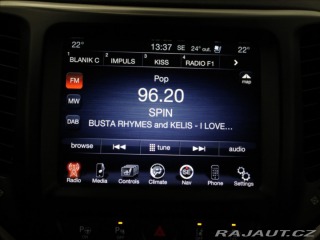 22°
13:37 SE 24° out.
22°
1 BLANIK C 2 IMPULS 3 KISS 4 RADIO F1
FM
Pop
map
96.20
MW
SPIN
DAB
BUSTA RHYMES and KELIS - I LOVE...
browse tune audio
Radio Media Controls Climate Nav Phone Settings
RAJAUT.CZ